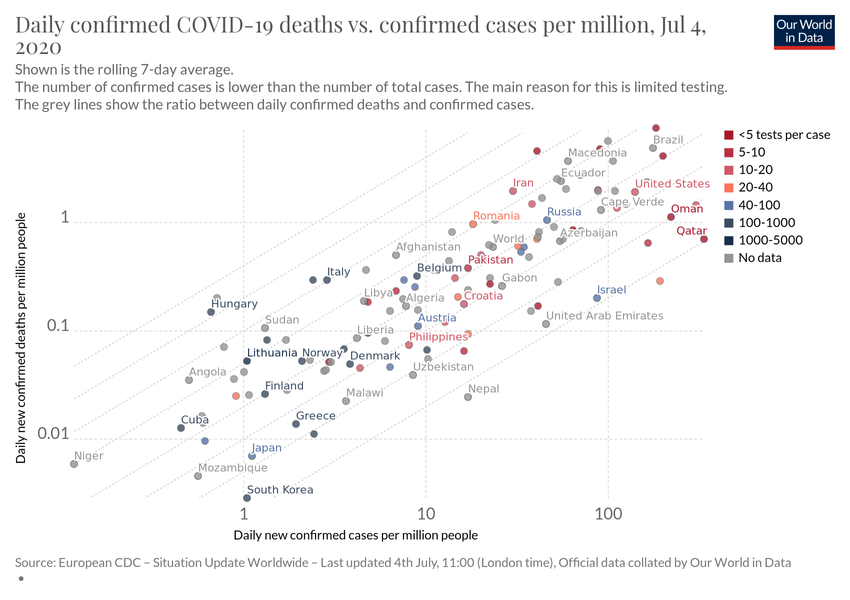 Daily confirmed COVID-19 deaths vs. confirmed cases per million, Jul 4,
2020
Our World
in Data
Shown is the rolling 7-day average.
The number of confirmed cases is lower than the number of total cases. The main reason for this is limited testing.
The grey lines show the ratio between daily confirmed deaths and confirmed cases.
<5 tests per case
5-10
10-20
20-40
40-100
100-1000
1000-5000
No data
Daily new confirmed deaths per million people
1
0.1
0.01
Brazil
Macedonia
Ecuador
Iran
United States
Cape Verde
Oman
Russia
Romania
Qatar
Azerbaijan
World
Afghanistan
Pakistan
Belgium
Italy
Gabon
Israel
Libya
Algeria
Croatia
Hungary
United Arab Emirates
Austria
Sudan
Liberia
Philippines
Lithuania
Norway
Denmark
Uzbekistan
Angola
Finland
Malawi
Nepal
Cuba
Greece
Japan
Niger
Mozambique
South Korea
1
10
100
Daily new confirmed cases per million people
Source: European CDC – Situation Update Worldwide – Last updated 4th July, 11:00 (London time), Official data collated by Our World in Data